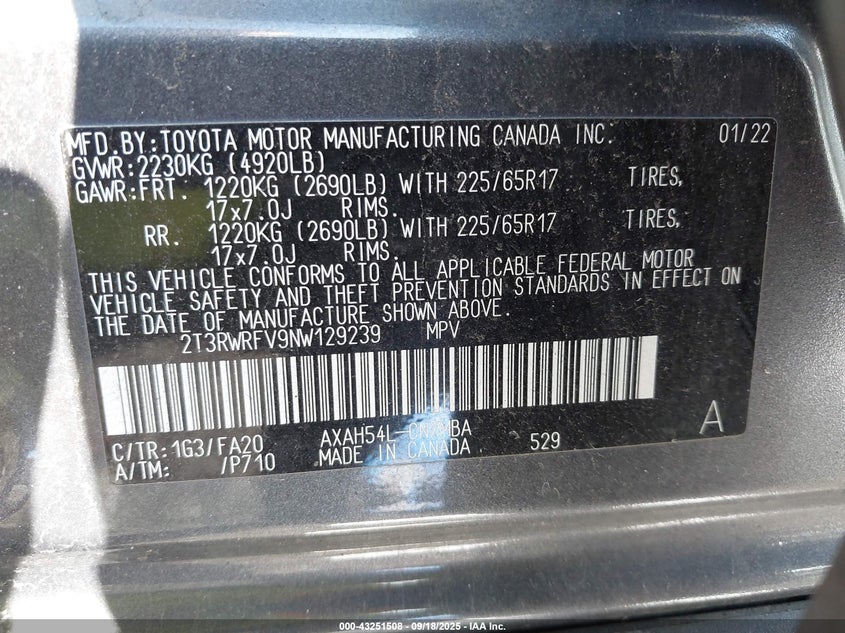 MFD.BY:TOYOTA MOTOR MANUFACTURING CANADA INC. 01/22
GVWR:2230KG (4920LB)
GAWR:FRT. 1220KG (2690LB) WITH 225/65R17 TIRES,
17x7.0J RIMS.
RR. 1220KG (2690LB) WITH 225/65R17 TIRES,
17x7.0J RIMS.
THIS VEHICLE CONFORMS TO ALL APPLICABLE FEDERAL MOTOR
VEHICLE SAFETY AND THEFT PREVENTION STANDARDS IN EFFECT ON
THE DATE OF MANUFACTURE SHOWN ABOVE.
2T3RWRFV9NW129239 MPV
C/TR:1G3/FA20 AXAH54L- 529 A
A/TM: /P710 MADE IN CANADA
000-43251508 - 09/18/2025 - IAA Inc.